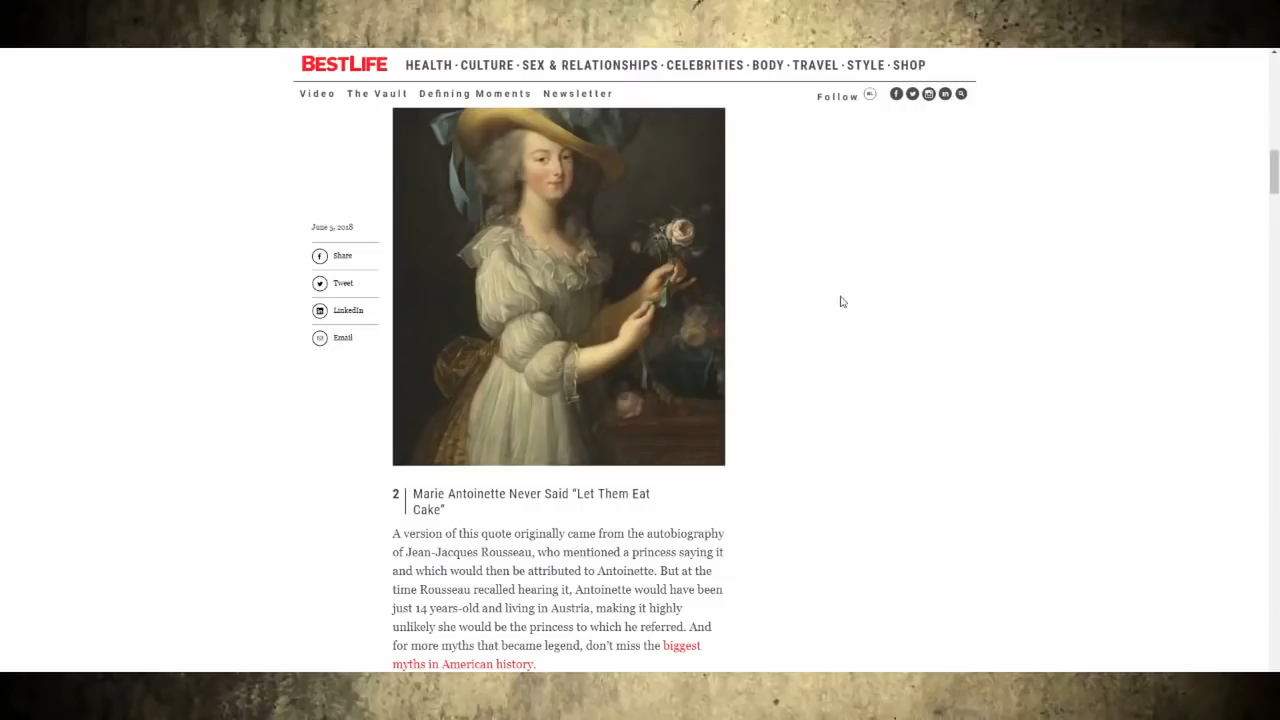 BESTLIFE
HEALTH · CULTURE · SEX & RELATIONSHIPS · CELEBRITIES · BODY · TRAVEL · STYLE · SHOP
Video The Vault Defining Moments Newsletter
Follow BL
June 5, 2018
Share
Tweet
LinkedIn
Email
2 Marie Antoinette Never Said “Let Them Eat
Cake”
A version of this quote originally came from the autobiography
of Jean-Jacques Rousseau, who mentioned a princess saying it
and which would then be attributed to Antoinette. But at the
time Rousseau recalled hearing it, Antoinette would have been
just 14 years-old and living in Austria, making it highly
unlikely she would be the princess to which he referred. And
for more myths that became legend, don’t miss the biggest
myths in American history.